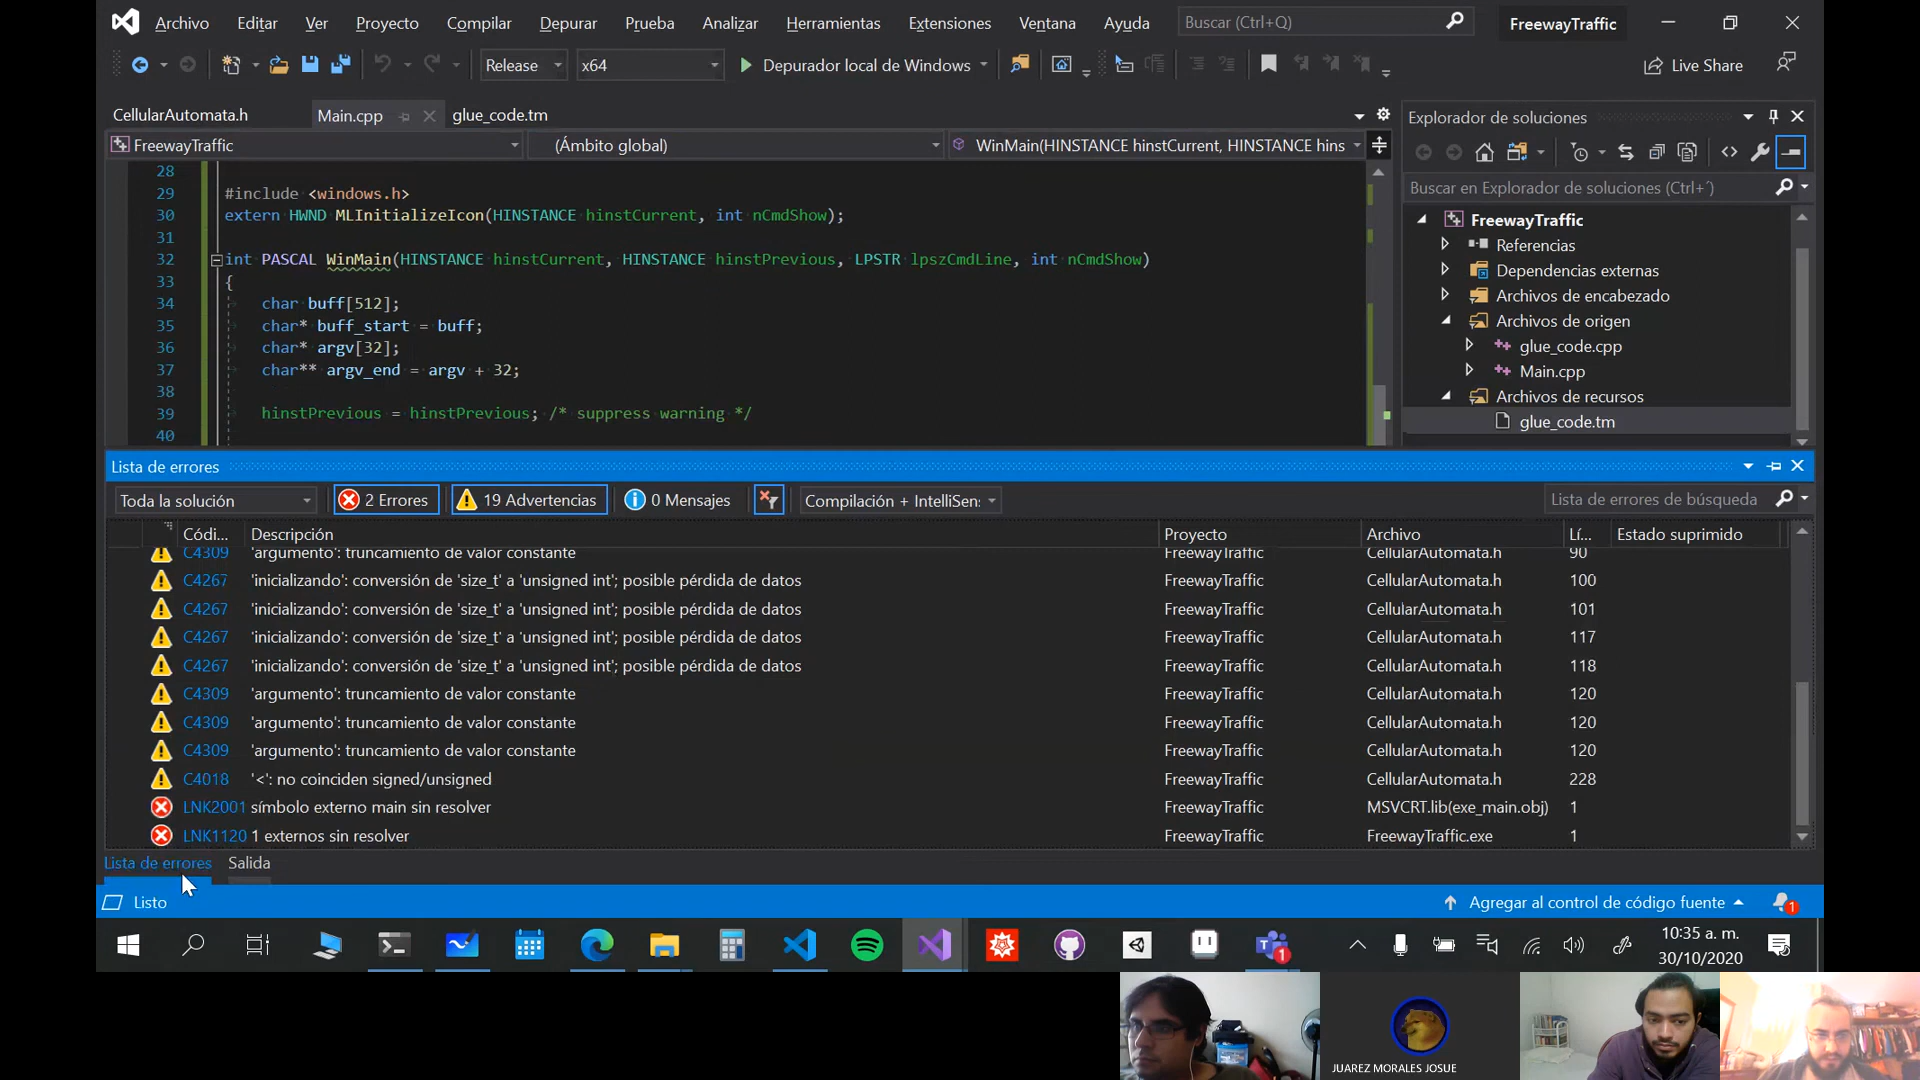 Archivo Editar Ver Proyecto Compilar Depurar Prueba Analizar Herramientas Extensiones Ventana Ayuda Buscar (Ctrl+Q) FreewayTraffic
Release x64 Depurador local de Windows Live Share
CellularAutomata.h Main.cpp glue_code.tm
FreewayTraffic (Ámbito global) WinMain(HINSTANCE hinstCurrent, HINSTANCE hins
28
29 #include <windows.h>
30 extern HWND MLInitializeIcon(HINSTANCE hinstCurrent, int nCmdShow);
31
32 int PASCAL WinMain(HINSTANCE hinstCurrent, HINSTANCE hinstPrevious, LPSTR lpszCmdLine, int nCmdShow)
33 {
34 char buff[512];
35 char* buff_start = buff;
36 char* argv[32];
37 char** argv_end = argv + 32;
38
39 hinstPrevious = hinstPrevious; /* suppress warning */
40
Explorador de soluciones
Buscar en Explorador de soluciones (Ctrl+´)
FreewayTraffic
Referencias
Dependencias externas
Archivos de encabezado
Archivos de origen
glue_code.cpp
Main.cpp
Archivos de recursos
glue_code.tm
Lista de errores
Toda la solución 2 Errores 19 Advertencias 0 Mensajes Compilación + IntelliSen Lista de errores de búsqueda
Códi... Descripción Proyecto Archivo Lí... Estado suprimido
C4309 'argumento': truncamiento de valor constante FreewayTraffic CellularAutomata.h 90
C4267 'inicializando': conversión de 'size_t' a 'unsigned int'; posible pérdida de datos FreewayTraffic CellularAutomata.h 100
C4267 'inicializando': conversión de 'size_t' a 'unsigned int'; posible pérdida de datos FreewayTraffic CellularAutomata.h 101
C4267 'inicializando': conversión de 'size_t' a 'unsigned int'; posible pérdida de datos FreewayTraffic CellularAutomata.h 117
C4267 'inicializando': conversión de 'size_t' a 'unsigned int'; posible pérdida de datos FreewayTraffic CellularAutomata.h 118
C4309 'argumento': truncamiento de valor constante FreewayTraffic CellularAutomata.h 120
C4309 'argumento': truncamiento de valor constante FreewayTraffic CellularAutomata.h 120
C4309 'argumento': truncamiento de valor constante FreewayTraffic CellularAutomata.h 120
C4018 '<': no coinciden signed/unsigned FreewayTraffic CellularAutomata.h 228
LNK2001 símbolo externo main sin resolver FreewayTraffic MSVCRT.lib(exe_main.obj) 1
LNK1120 1 externos sin resolver FreewayTraffic FreewayTraffic.exe 1
Lista de errores Salida
Listo Agregar al control de código fuente 1
1 10:35 a. m.
30/10/2020
JUAREZ MORALES JOSUE